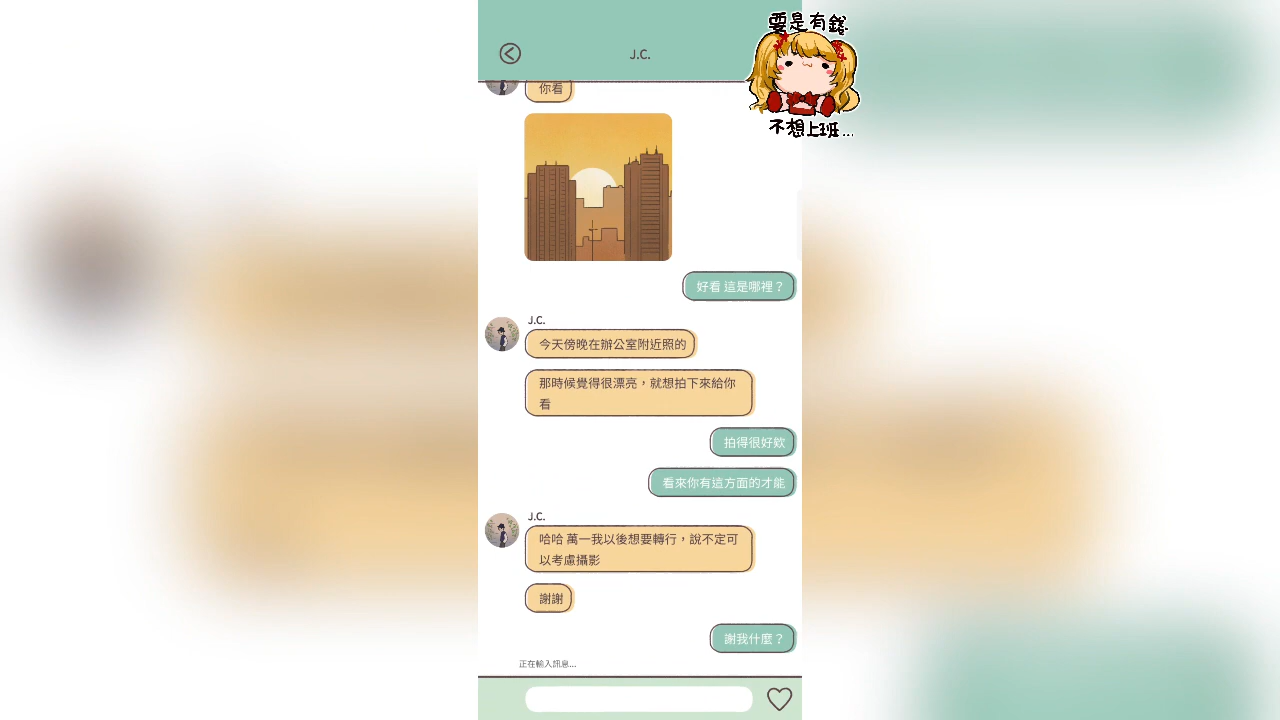 要是有錢
不想上班...
J.C.
你看
好看 這是哪裡？
J.C.
今天傍晚在辦公室附近照的
那時候覺得很漂亮，就想拍下來給你
看
拍得很好欸
看來你有這方面的才能
J.C.
哈哈 萬一我以後想要轉行，說不定可
以考慮攝影
謝謝
謝我什麼？
正在輸入訊息...